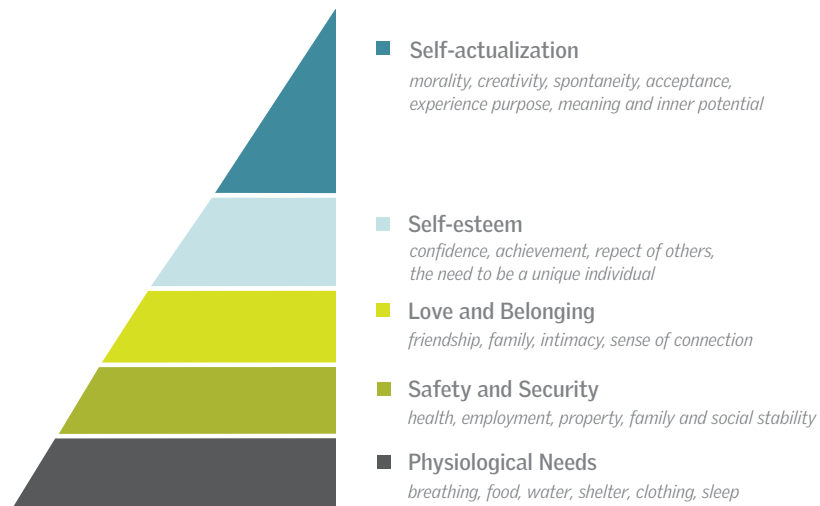 Self-actualization
morality, creativity, spontaneity, acceptance,
experience purpose, meaning and inner potential
Self-esteem
confidence, achievement, repect of others,
the need to be a unique individual
Love and Belonging
friendship, family, intimacy, sense of connection
Safety and Security
health, employment, property, family and social stability
Physiological Needs
breathing, food, water, shelter, clothing, sleep